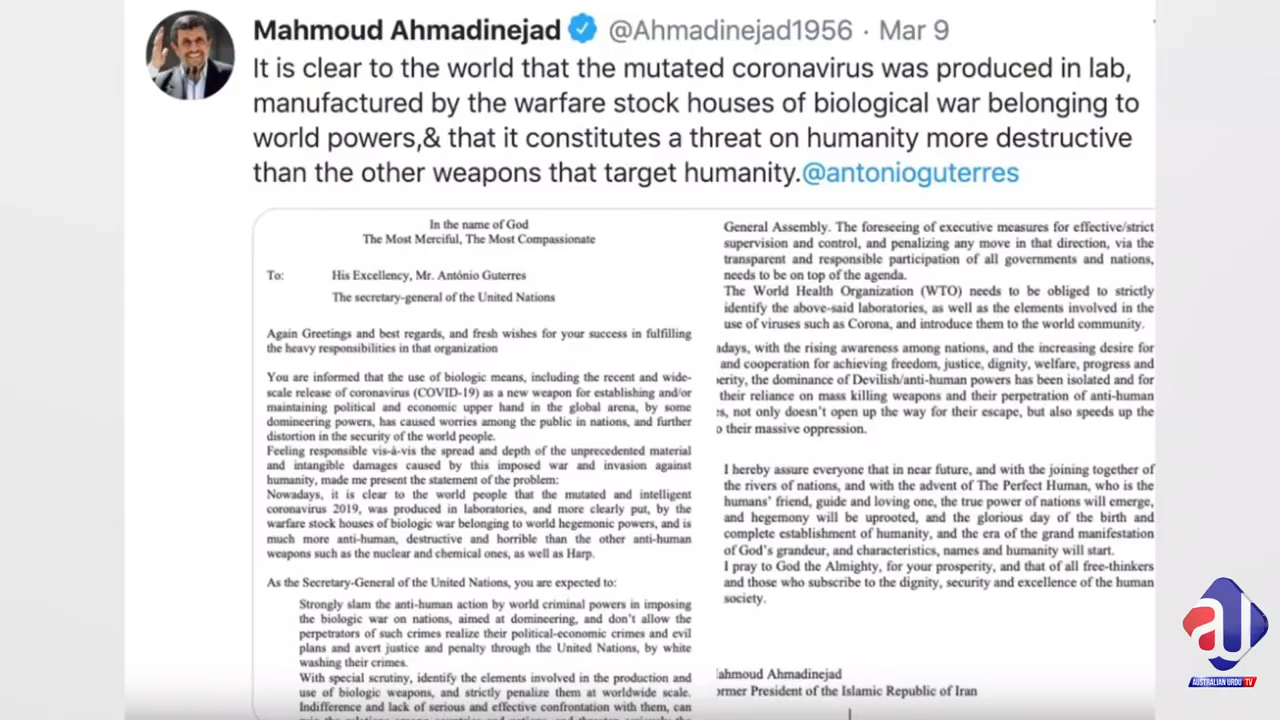 Mahmoud Ahmadinejad @Ahmadinejad1956 · Mar 9
It is clear to the world that the mutated coronavirus was produced in lab,
manufactured by the warfare stock houses of biological war belonging to
world powers,& that it constitutes a threat on humanity more destructive
than the other weapons that target humanity.@antonioguterres
In the name of God
The Most Merciful, The Most Compassionate
To: His Excellency, Mr. António Guterres
The secretary-general of the United Nations
Again Greetings and best regards, and fresh wishes for your success in fulfilling
the heavy responsibilities in that organization
You are informed that the use of biologic means, including the recent and wide-
scale release of coronavirus (COVID-19) as a new weapon for establishing and/or
maintaining political and economic upper hand in the global arena, by some
domineering powers, has caused worries among the public in nations, and further
distortion in the security of the world people.
Feeling responsible vis-à-vis the spread and depth of the unprecedented material
and intangible damages caused by this imposed war and invasion against
humanity, made me present the statement of the problem:
Nowadays, it is clear to the world people that the mutated and intelligent
coronavirus 2019, was produced in laboratories, and more clearly put, by the
warfare stock houses of biologic war belonging to world hegemonic powers, and is
much more anti-human, destructive and horrible than the other anti-human
weapons such as the nuclear and chemical ones, as well as Harp.
As the Secretary-General of the United Nations, you are expected to:
Strongly slam the anti-human action by world criminal powers in imposing
the biologic war on nations, aimed at domineering, and don't allow the
perpetrators of such crimes realize their political-economic crimes and evil
plans and avert justice and penalty through the United Nations, by white
washing their crimes.
With special scrutiny, identify the elements involved in the production and
use of biologic weapons, and strictly penalize them at worldwide scale.
Indifference and lack of serious and effective confrontation with them, can
General Assembly. The foreseeing of executive measures for effective/strict
supervision and control, and penalizing any move in that direction, via the
transparent and responsible participation of all governments and nations,
needs to be on top of the agenda.
The World Health Organization (WTO) needs to be obliged to strictly
identify the above-said laboratories, as well as the elements involved in the
use of viruses such as Corona, and introduce them to the world community.
adays, with the rising awareness among nations, and the increasing desire for
and cooperation for achieving freedom, justice, dignity, welfare, progress and
erity, the dominance of Devilish/anti-human powers has been isolated and for
their reliance on mass killing weapons and their perpetration of anti-human
s, not only doesn't open up the way for their escape, but also speeds up the
o their massive oppression.
I hereby assure everyone that in near future, and with the joining together of
the rivers of nations, and with the advent of The Perfect Human, who is the
humans' friend, guide and loving one, the true power of nations will emerge,
and hegemony will be uprooted, and the glorious day of the birth and
complete establishment of humanity, and the era of the grand manifestation
of God's grandeur, and characteristics, names and humanity will start.
I pray to God the Almighty, for your prosperity, and that of all free-thinkers
and those who subscribe to the dignity, security and excellence of the human
society.
ahmoud Ahmadinejad
ormer President of the Islamic Republic of Iran
AUSTRALIAN URDU TV